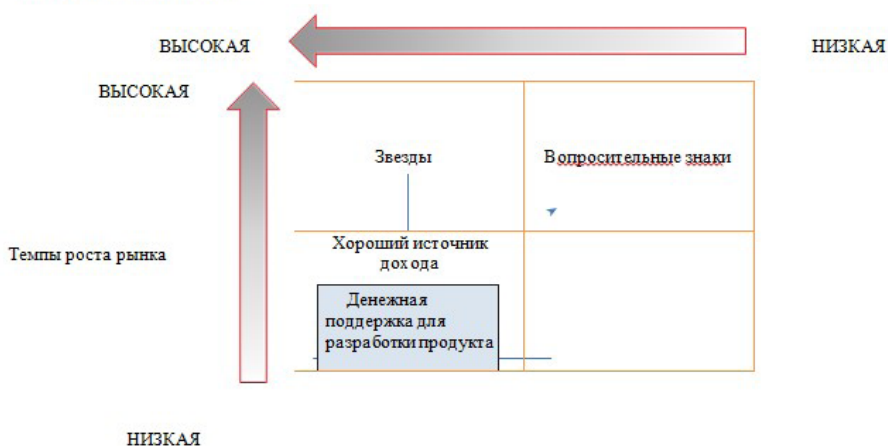 ВЫСОКАЯ
НИЗКАЯ
ВЫСОКАЯ
Звезды
Вопросительные знаки
Темпы роста рынка
Хороший источник
дохода
Денежная
поддержка для
разработки продукта
НИЗКАЯ